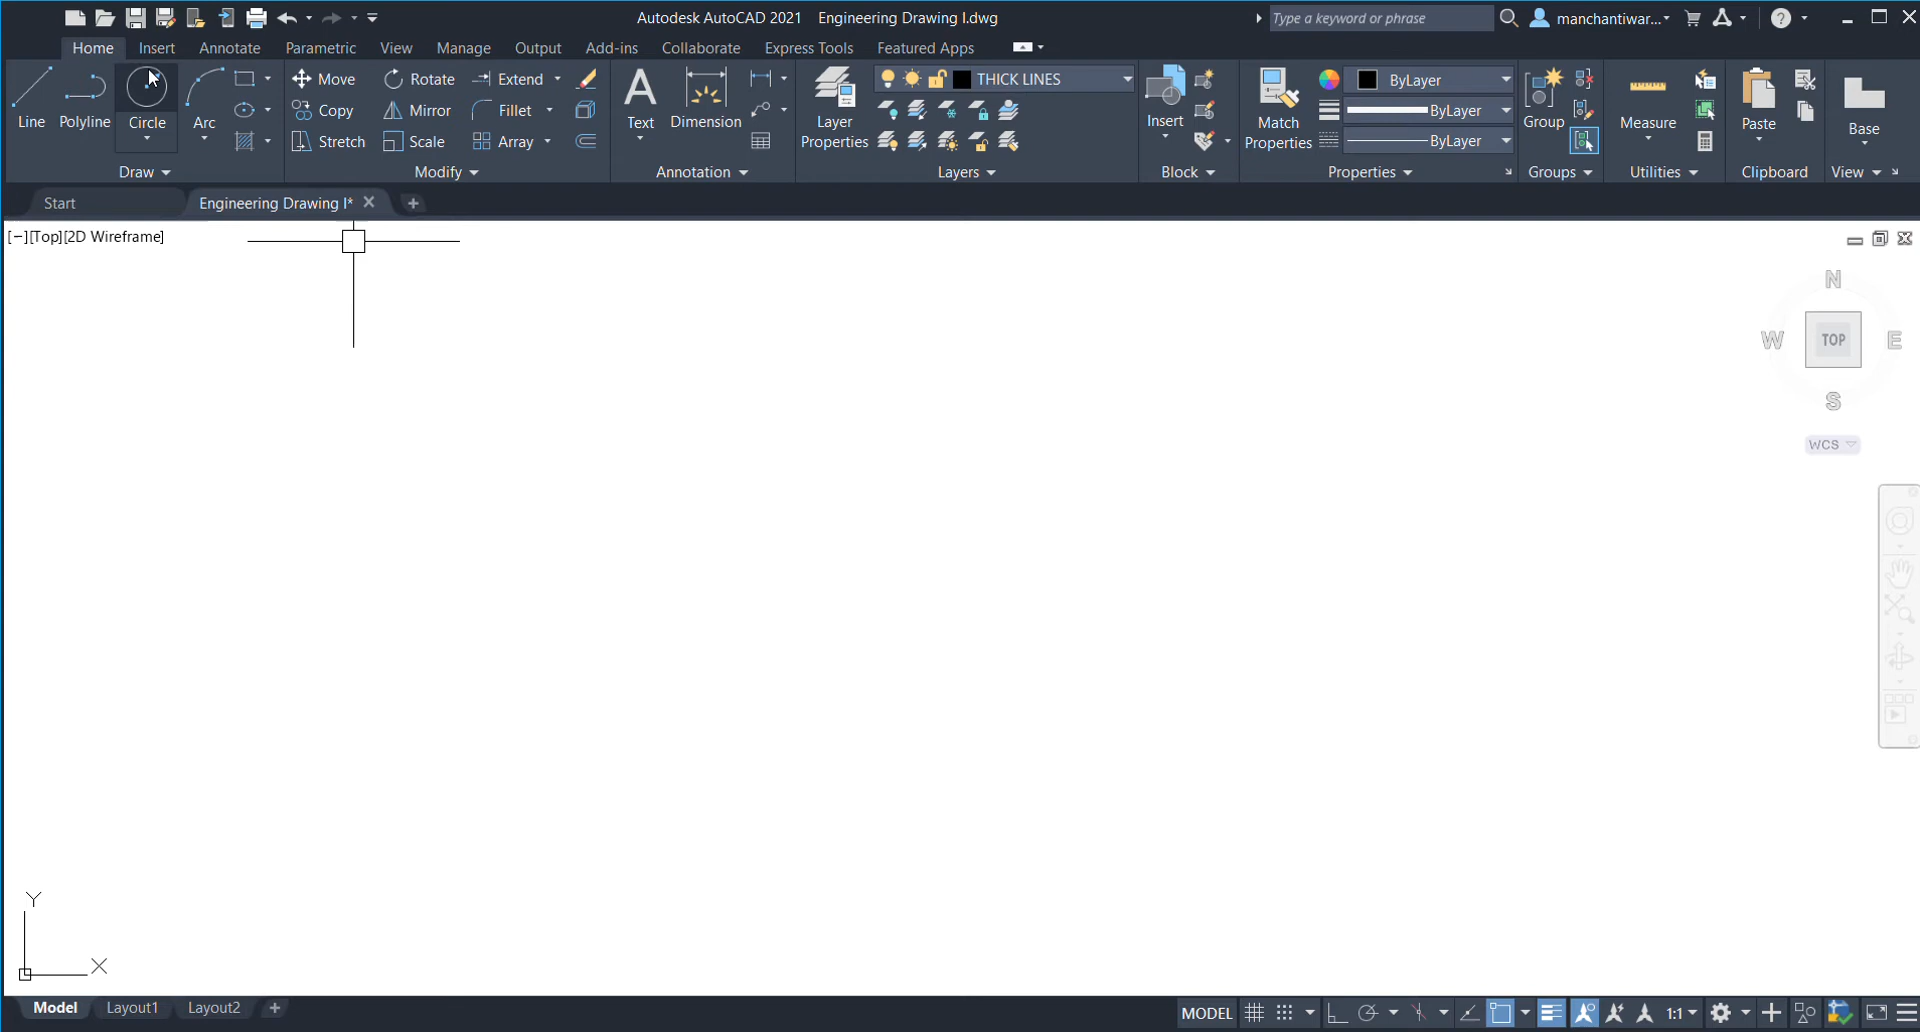 Autodesk AutoCAD 2021 Engineering Drawing I.dwg
Type a keyword or phrase
manchantiwar...
Home Insert Annotate Parametric View Manage Output Add-ins Collaborate Express Tools Featured Apps
Line Polyline Circle Arc
Move Rotate Extend
Copy Mirror Fillet
Stretch Scale Array
Text Dimension
Layer Properties
THICK LINES
Insert
Match Properties
ByLayer
ByLayer
ByLayer
Group
Measure
Paste
Base
Draw Modify Annotation Layers Block Properties Groups Utilities Clipboard View
Start Engineering Drawing I*
[−][Top][2D Wireframe]
N
W TOP E
S
WCS
Y
X
Model Layout1 Layout2
MODEL 1:1